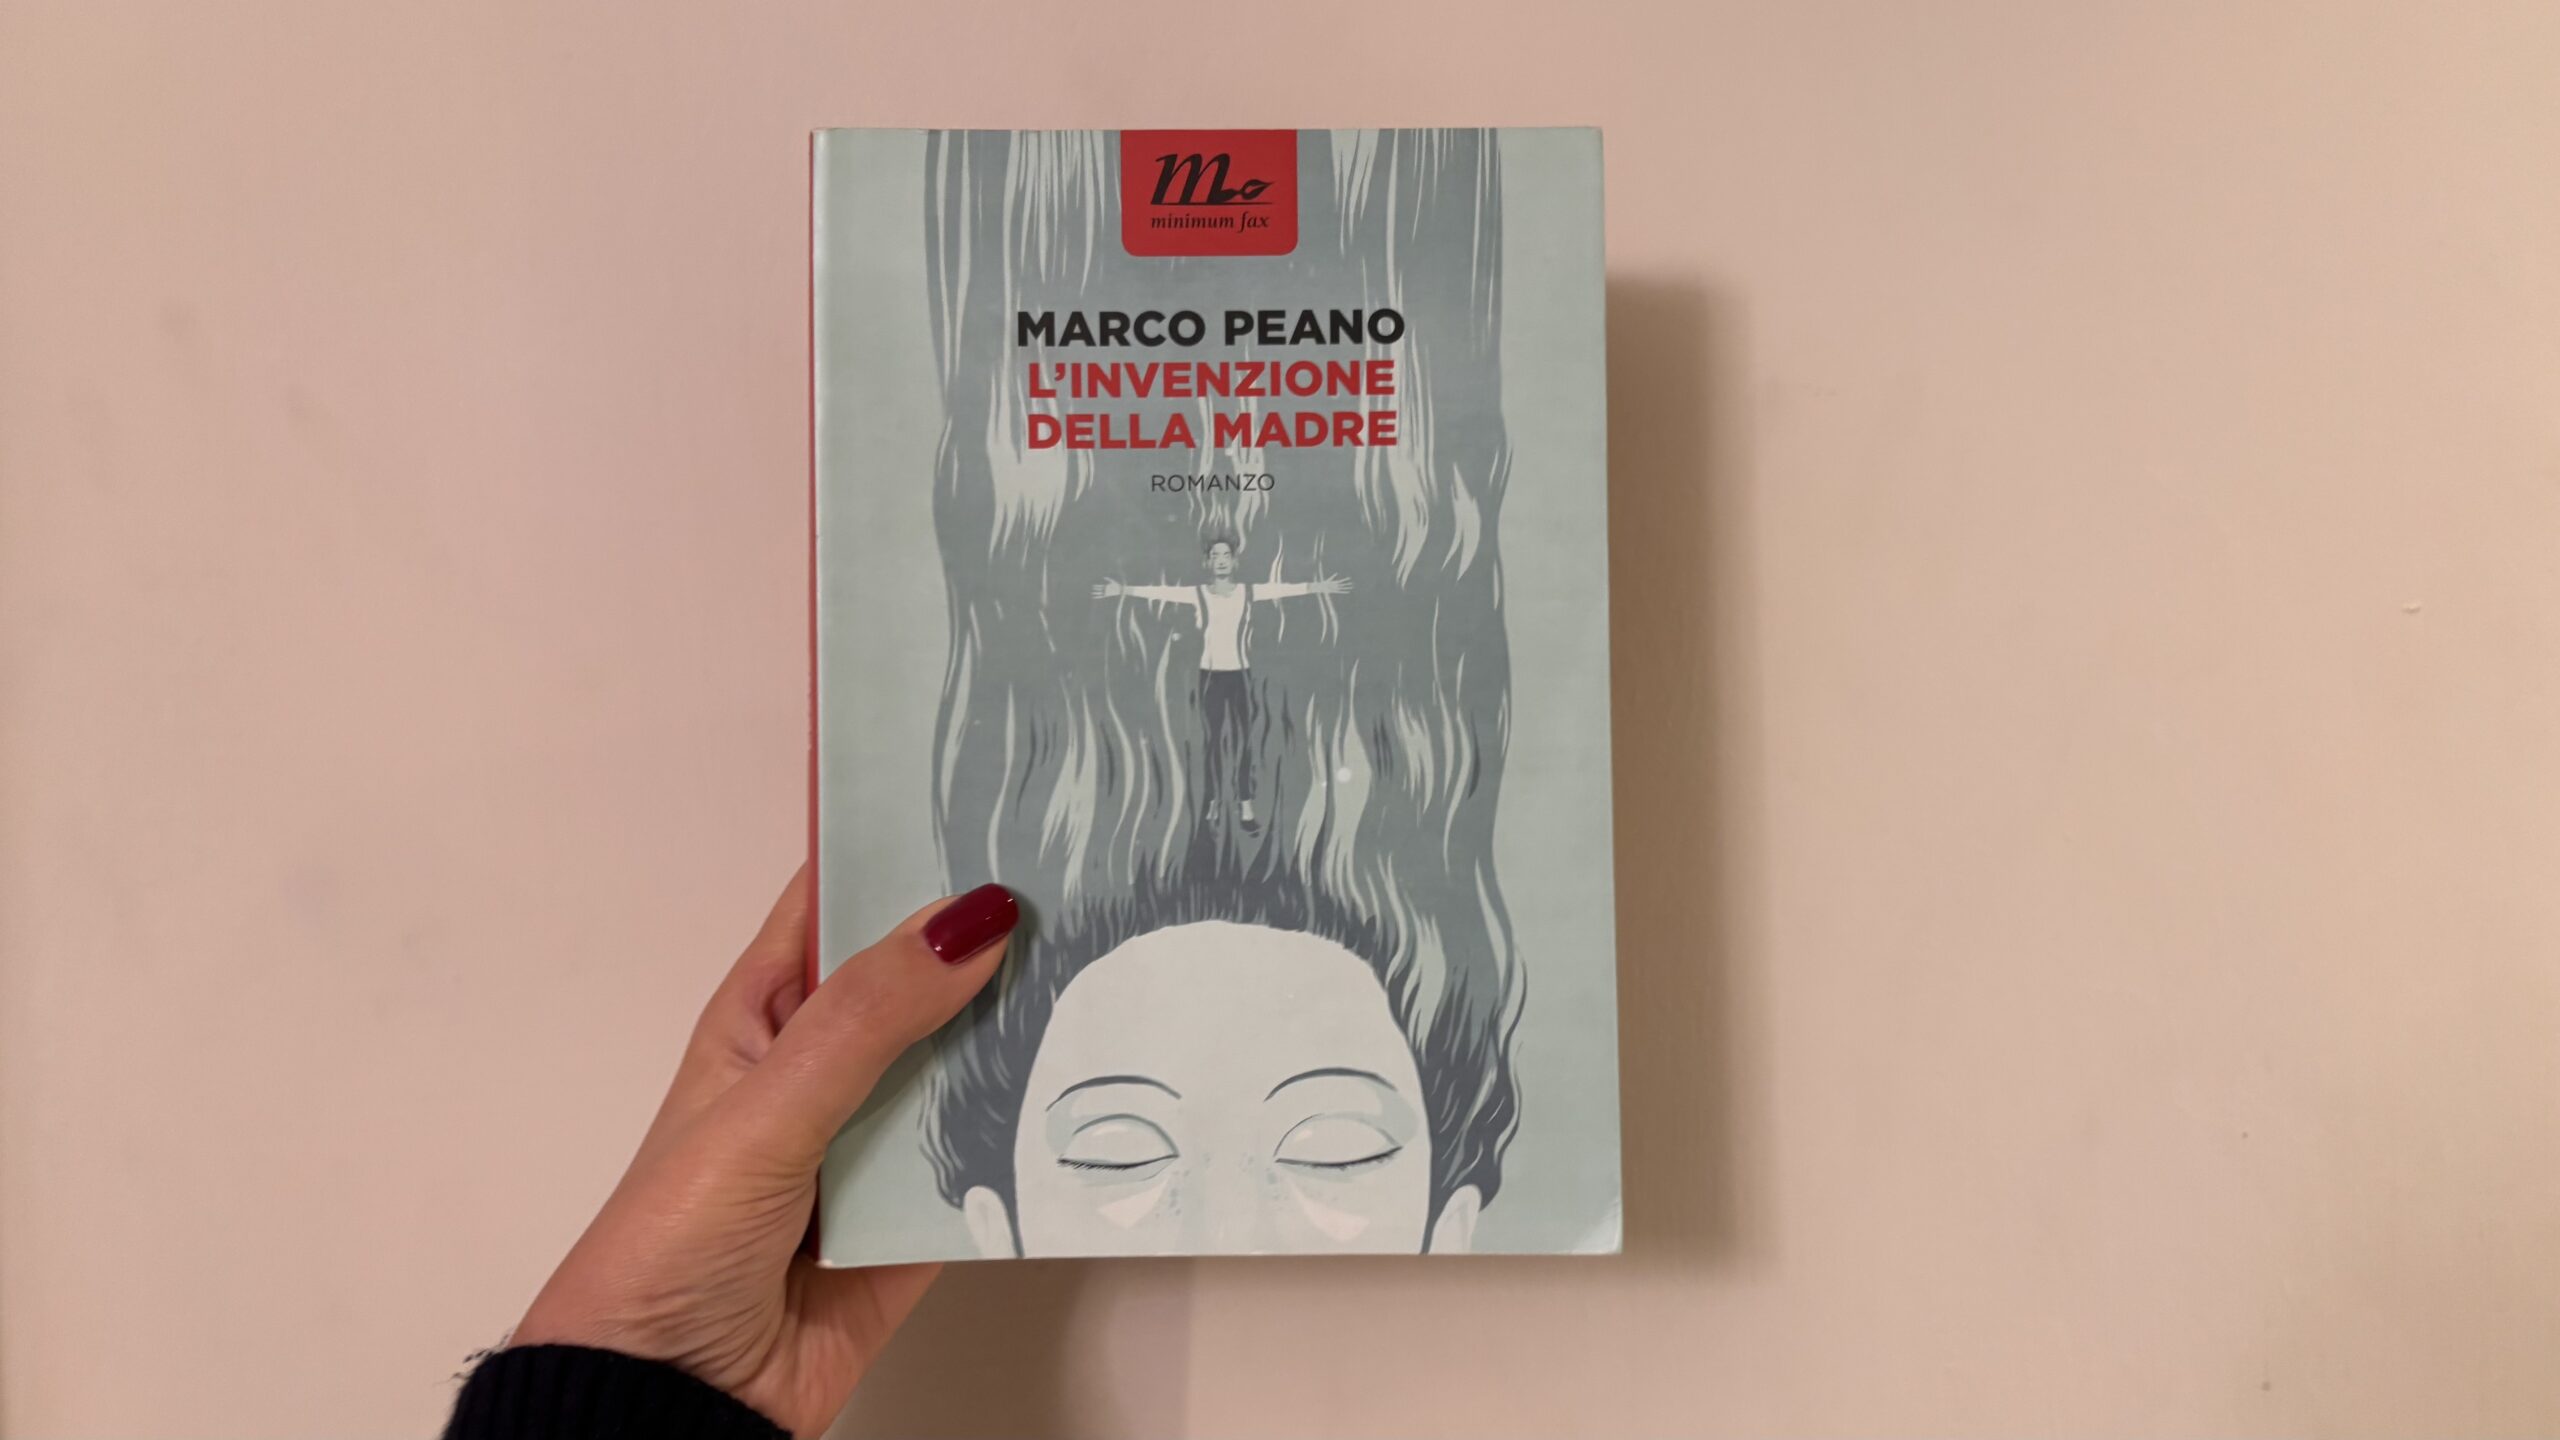 m
minimum fax
MARCO PEANO
L'INVENZIONE
DELLA MADRE
ROMANZO